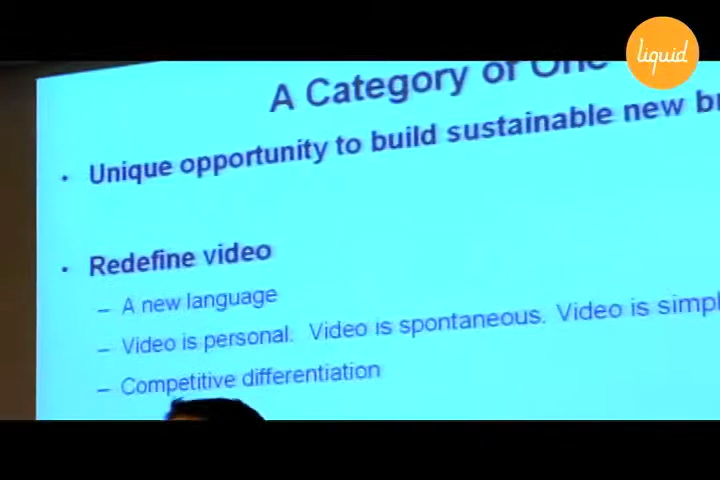 liquid
A Category of One
• Unique opportunity to build sustainable new
• Redefine video
– A new language
– Video is personal. Video is spontaneous. Video is
– Competitive differentiation